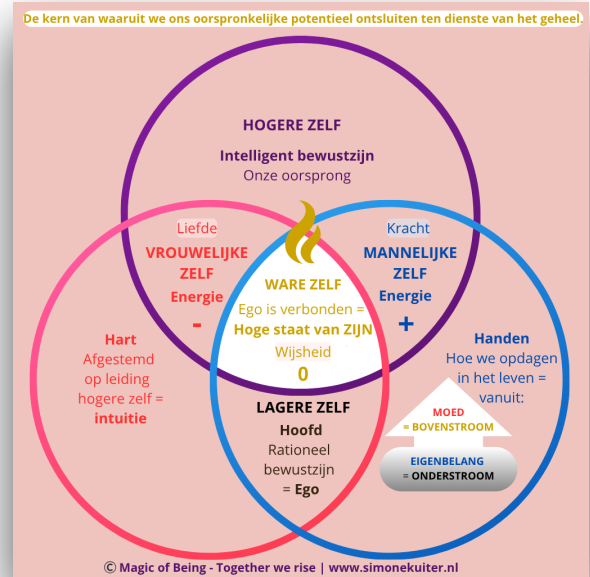 De kern van waaruit we ons oorspronkelijke potentieel ontsluiten ten dienste van het geheel.
HOGERE ZELF
Intelligent bewustzijn
Onze oorsprong
Liefde
VROUWELIJKE
ZELF
Energie
-
Kracht
MANNELIJKE
ZELF
Energie
+
WARE ZELF
Ego is verbonden =
Hoge staat van ZIJN
Wijsheid
0
Hart
Afgestemd
op leiding
hogere zelf =
intuitie
Handen
Hoe we opdagen
in het leven =
vanuit:
MOED
= BOVENSTROOM
EIGENBELANG
= ONDERSTROOM
LAGERE ZELF
Hoofd
Rationeel
bewustzijn
= Ego
© Magic of Being - Together we rise | www.simonekuiter.nl